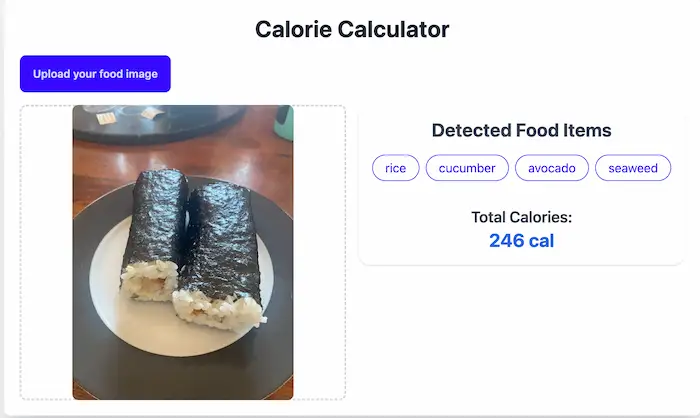 Calorie Calculator
Upload your food image
Detected Food Items
rice
cucumber
avocado
seaweed
Total Calories:
246 cal